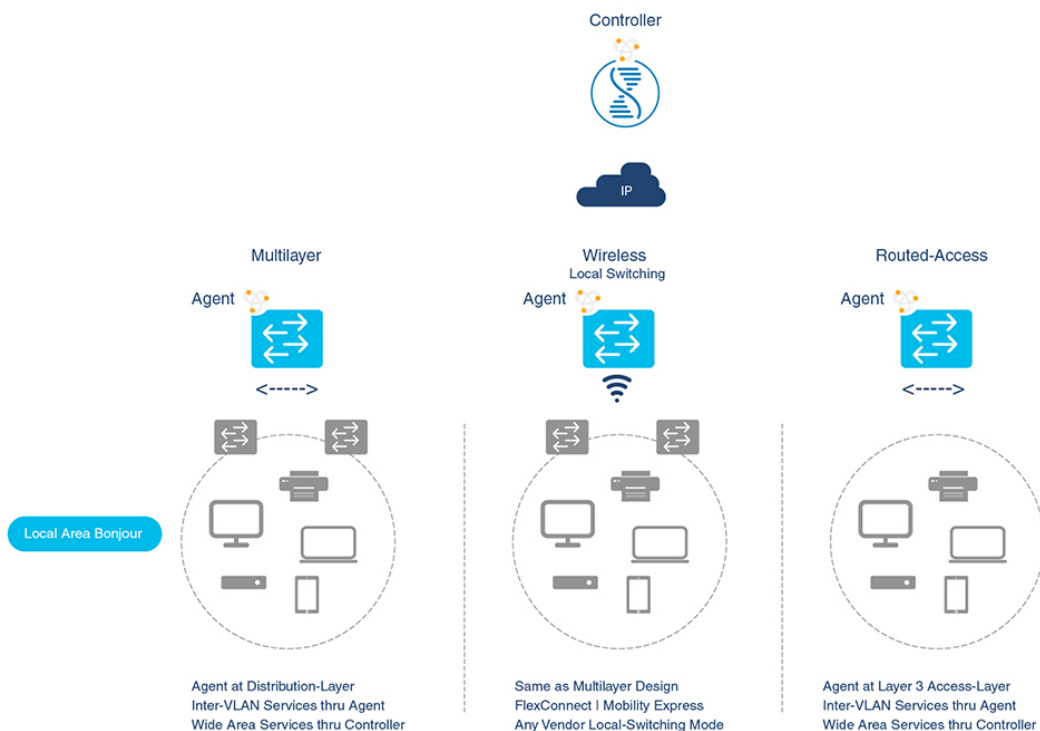 Controller
IP
Multilayer
Wireless
Local Switching
Routed-Access
Agent
Agent
Agent
<----->
<----->
Local Area Bonjour
Agent at Distribution-Layer
Inter-VLAN Services thru Agent
Wide Area Services thru Controller
Same as Multilayer Design
FlexConnect | Mobility Express
Any Vendor Local-Switching Mode
Agent at Layer 3 Access-Layer
Inter-VLAN Services thru Agent
Wide Area Services thru Controller